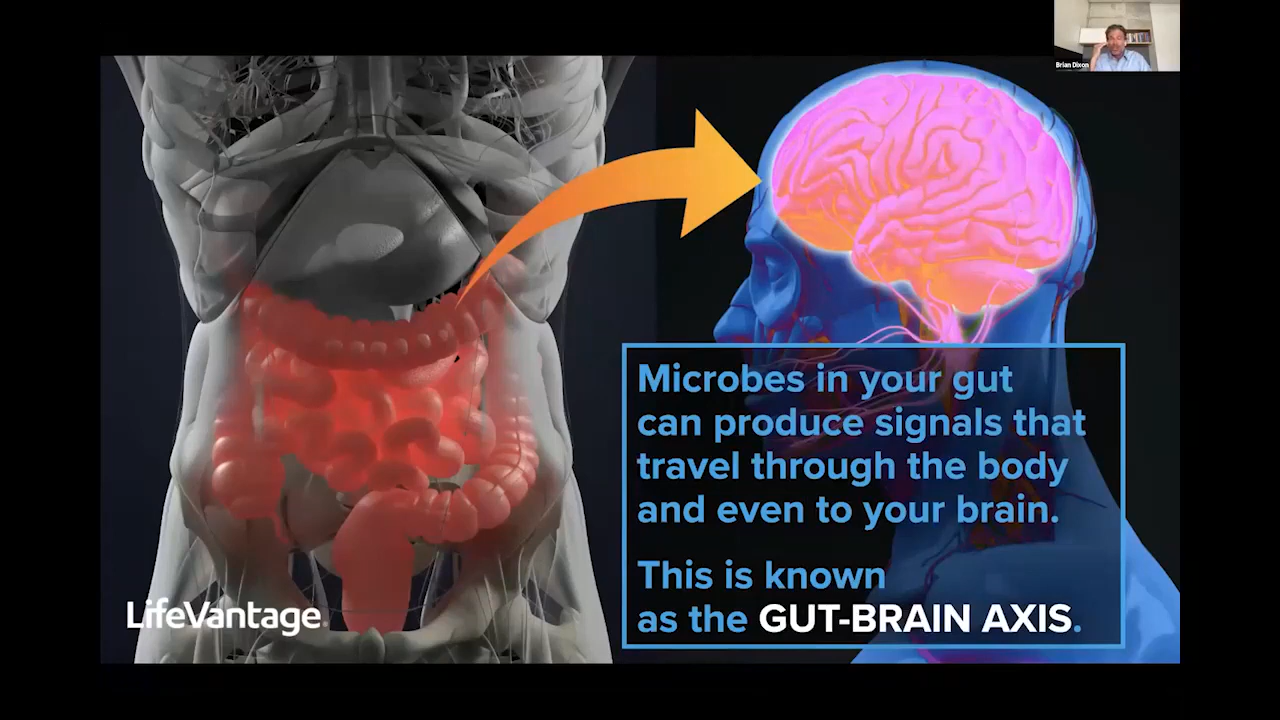 Brian Dixon
Microbes in your gut
can produce signals that
travel through the body
and even to your brain.
This is known
as the GUT-BRAIN AXIS.
LifeVantage